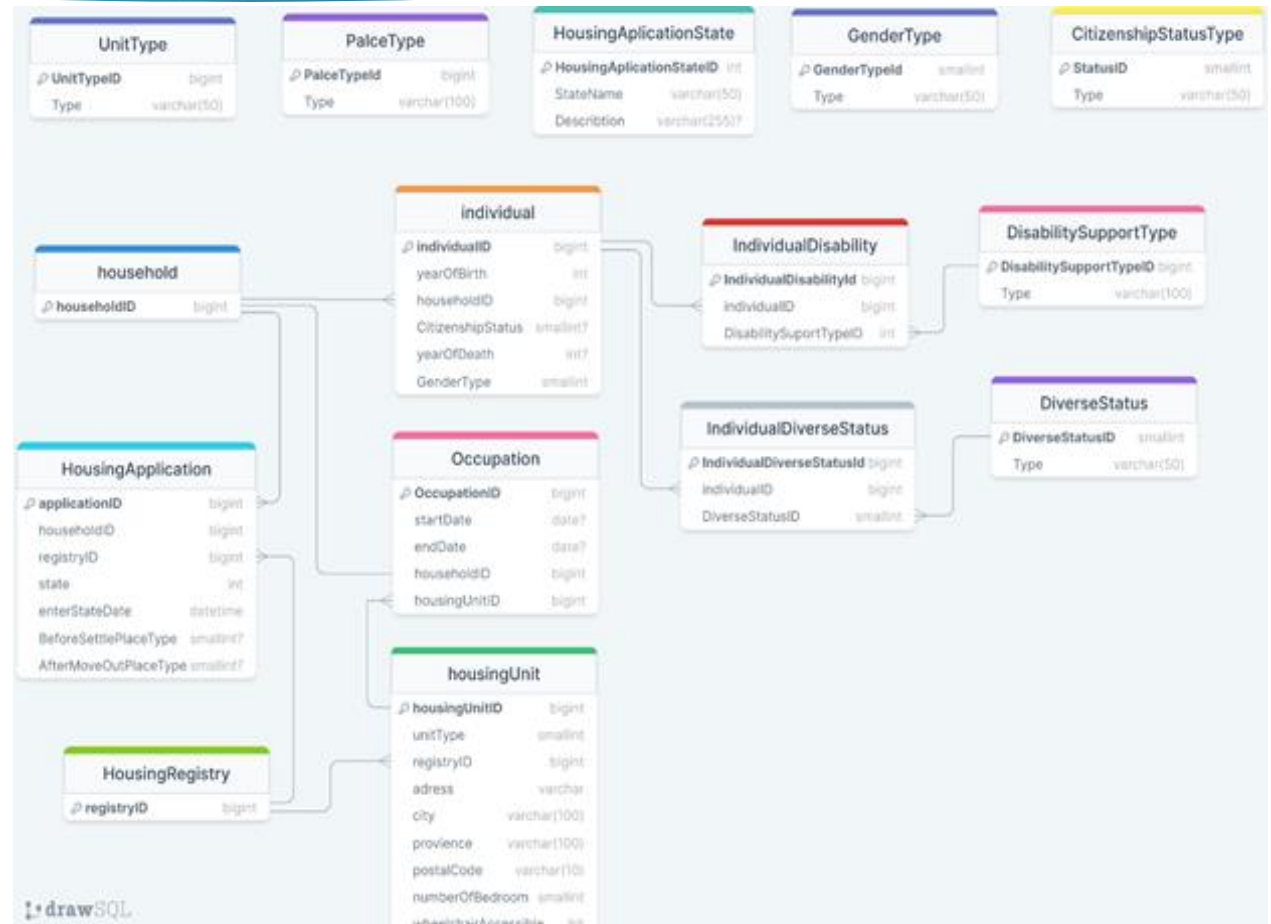 UnitType
UnitTypeID bigint
Type varchar(50)
PalceType
PalceTypeId bigint
Type varchar(100)
HousingAplicationState
HousingAplicationStateID int
StateName varchar(50)
Describtion varchar(255)?
GenderType
GenderTypeId smallint
Type varchar(50)
CitizenshipStatusType
StatusID smallint
Type varchar(50)
household
householdID bigint
individual
individualID bigint
yearOfBirth int
householdID bigint
CitizenshipStatus smallint?
yearOfDeath int?
GenderType smallint
IndividualDisability
IndividualDisabilityId bigint
individualID bigint
DisabilitySuportTypeID int
DisabilitySupportType
DisabilitySupportTypeID bigint
Type varchar(100)
HousingApplication
applicationID bigint
householdID bigint
registryID bigint
state int
enterStateDate datetime
BeforeSettlePlaceType smallint?
AfterMoveOutPlaceType smallint?
Occupation
OccupationID bigint
startDate date?
endDate date?
householdID bigint
housingUnitID bigint
IndividualDiverseStatus
IndividualDiverseStatusId bigint
individualID bigint
DiverseStatusID smallint
DiverseStatus
DiverseStatusID smallint
Type varchar(50)
HousingRegistry
registryID bigint
housingUnit
housingUnitID bigint
unitType smallint
registryID bigint
adress varchar
city varchar(100)
provience varchar(100)
postalCode varchar(10)
numberOfBedroom smallint
wheelchairAccessible
drawSQL